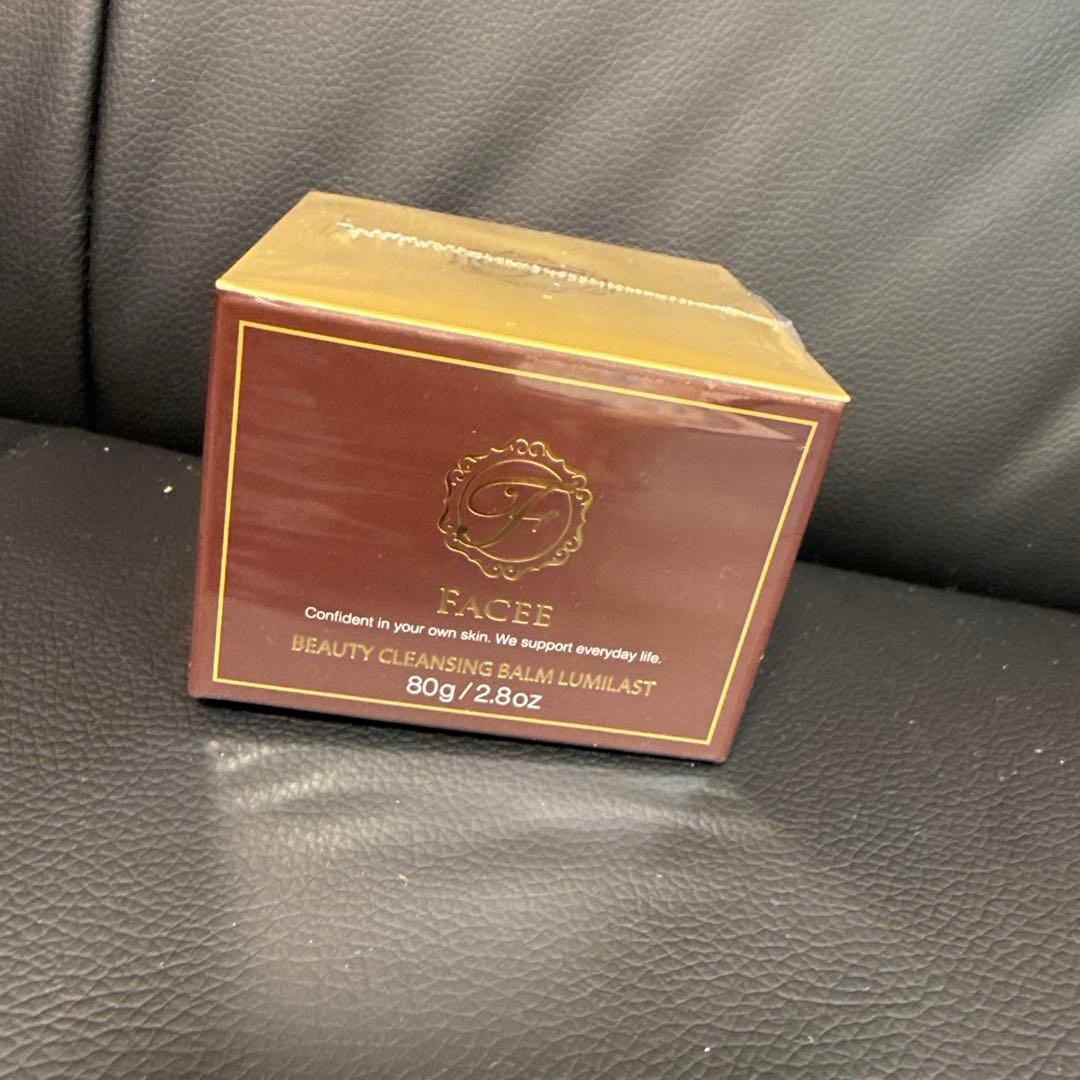 F
FACEE
Confident in your own skin. We support everyday life.
BEAUTY CLEANSING BALM LUMILAST
80g/2.8oz